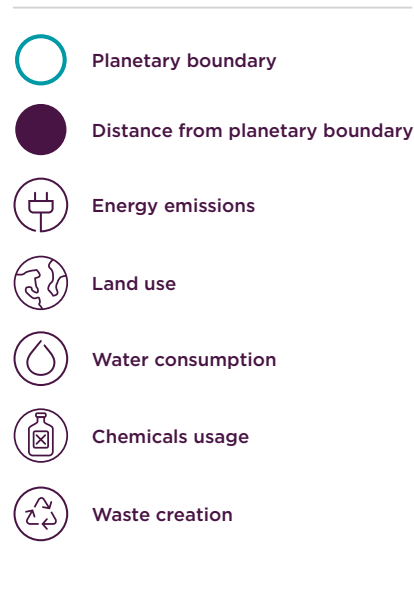 Planetary boundary
Distance from planetary boundary
Energy emissions
Land use
Water consumption
Chemicals usage
Waste creation